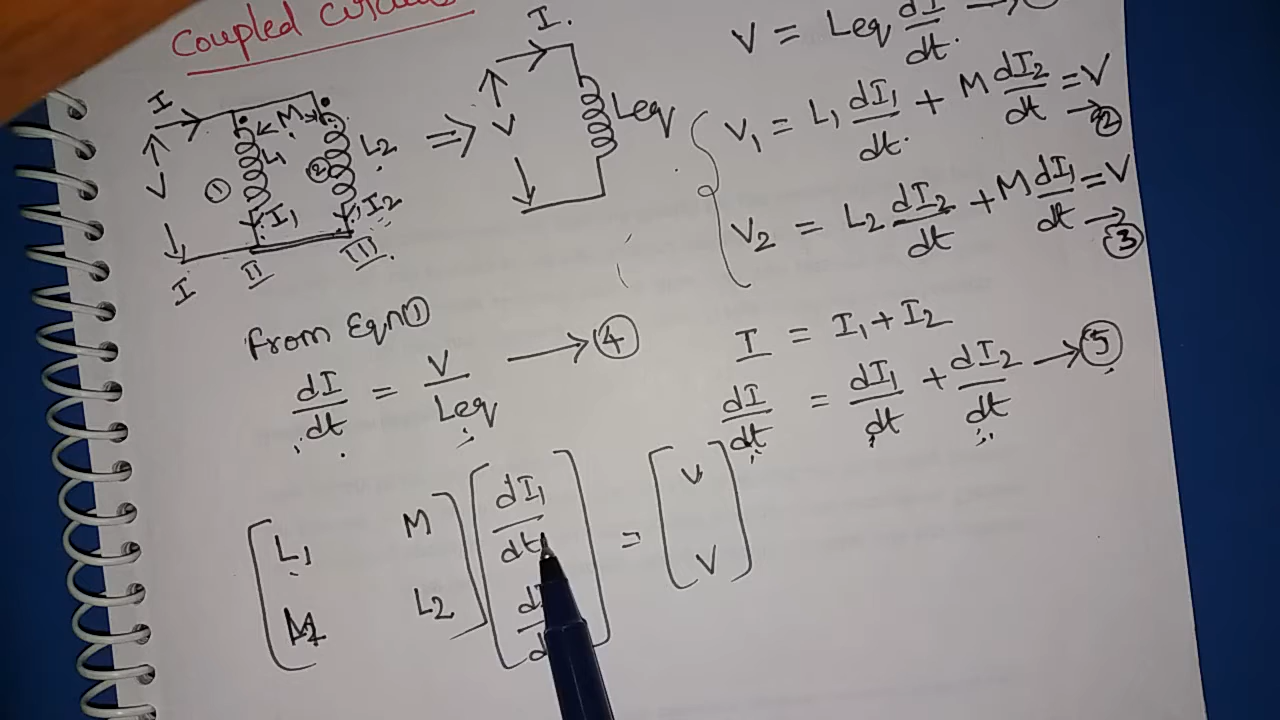 Coupled
I
V
I
M
L1
L2
①
②
I1
I2
II
III.
⇒
I.
V
Leq
V = Leq dI/dt. →
V1 = L1 dI1/dt. + M dI2/dt = V → ②
V2 = L2 dI2/dt + M dI1/dt = V → ③
from Eqn ①
dI/dt = V/Leq → ④
I = I1 + I2
dI/dt = dI1/dt + dI2/dt → ⑤
[ L1 M ] [ dI1/dt ] = [ V ]
[ L2 ] [ V ]